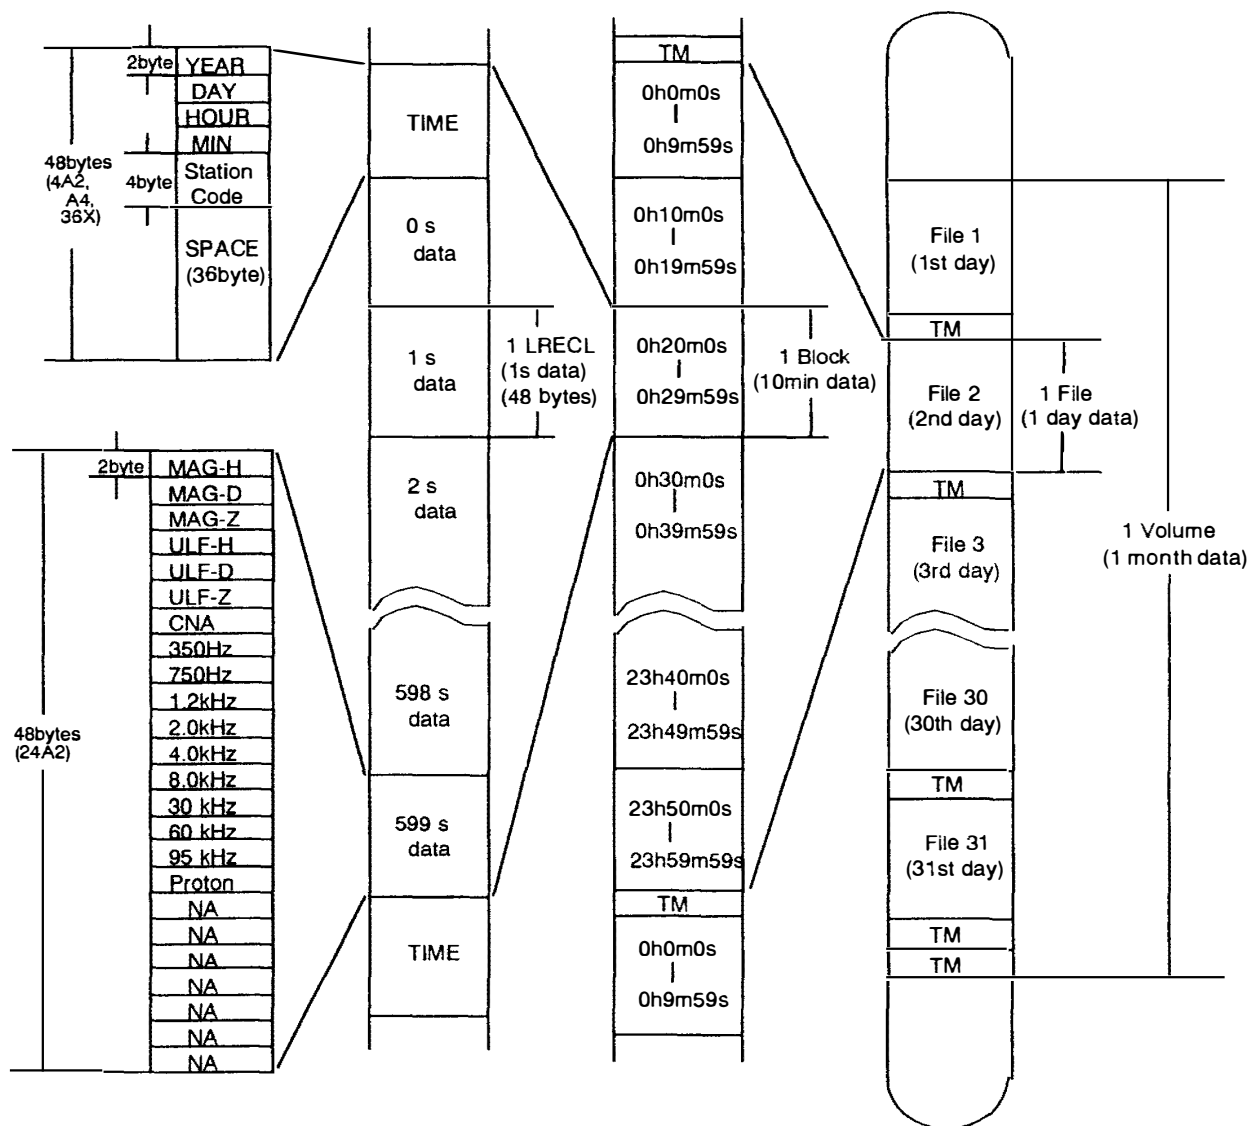 2byte
YEAR
DAY
HOUR
MIN
48bytes
(4A2,
A4,
36X)
4byte
Station
Code
SPACE
(36byte)
2byte
MAG-H
MAG-D
MAG-Z
ULF-H
ULF-D
ULF-Z
CNA
350Hz
750Hz
1.2kHz
2.0kHz
4.0kHz
8.0kHz
30 kHz
60 kHz
95 kHz
Proton
NA
NA
NA
NA
NA
NA
NA
48bytes
(24A2)
TIME
0 s
data
1 s
data
1 LRECL
(1s data)
(48 bytes)
2 s
data
598 s
data
599 s
data
TIME
TM
0h0m0s
0h9m59s
0h10m0s
0h19m59s
0h20m0s
0h29m59s
1 Block
(10min data)
0h30m0s
0h39m59s
23h40m0s
23h49m59s
23h50m0s
23h59m59s
TM
0h0m0s
0h9m59s
File 1
(1st day)
TM
File 2
(2nd day)
1 File
(1 day data)
TM
File 3
(3rd day)
1 Volume
(1 month data)
File 30
(30th day)
TM
File 31
(31st day)
TM
TM